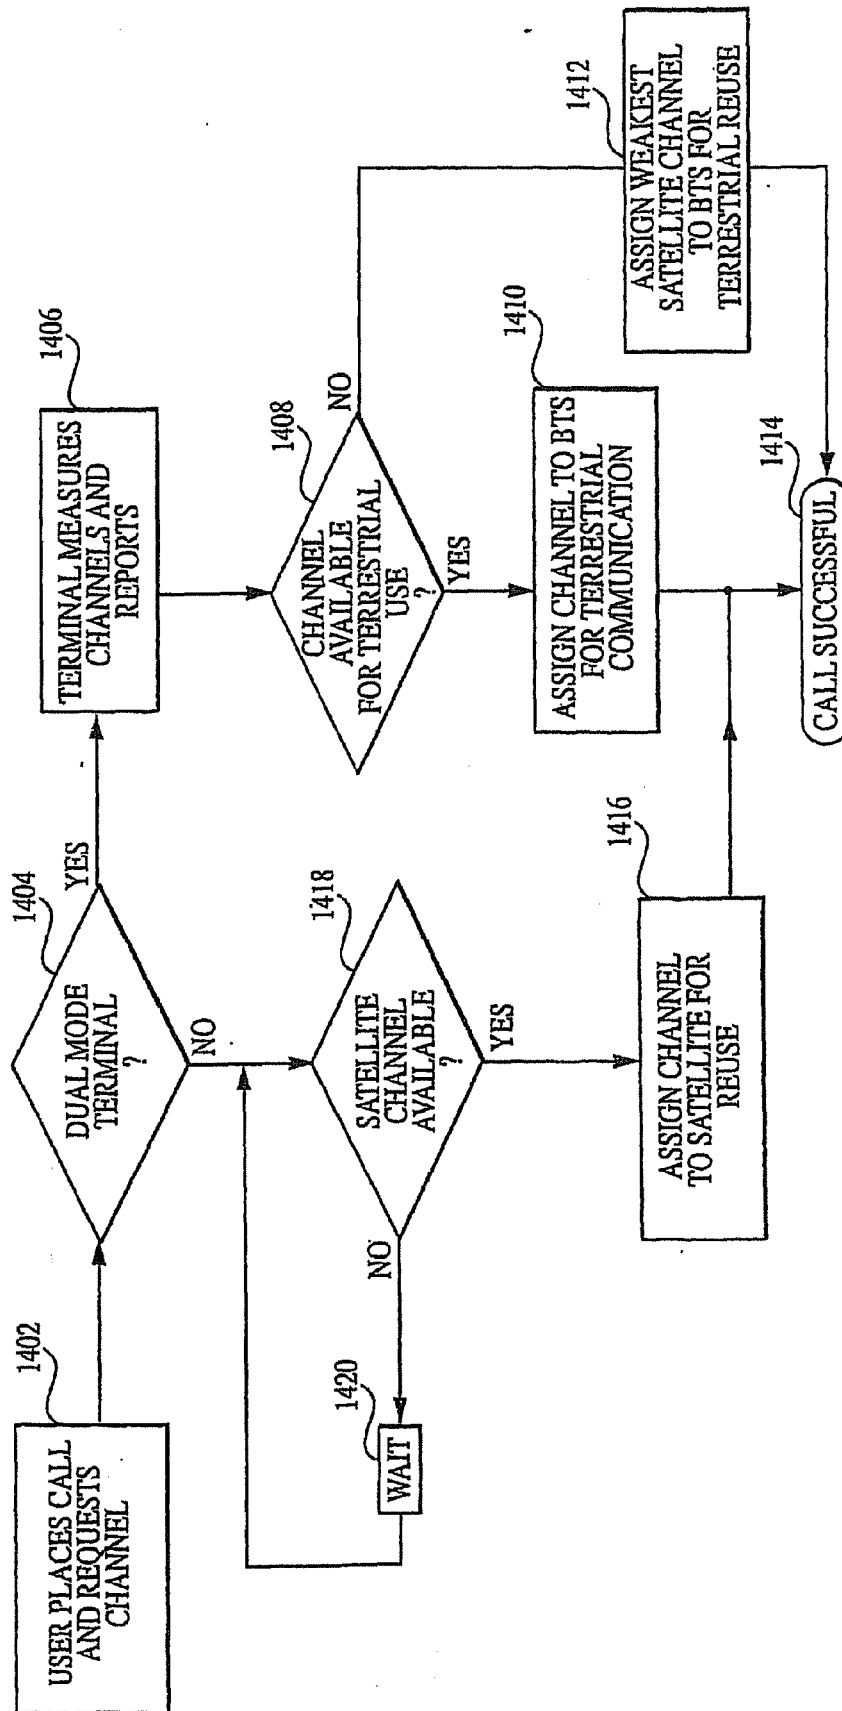 1402
USER PLACES CALL
AND REQUESTS
CHANNEL
1404
DUAL MODE
TERMINAL
?
YES
NO
1406
TERMINAL MEASURES
CHANNELS AND
REPORTS
1408
CHANNEL
AVAILABLE
FOR TERRESTRIAL
USE
?
NO
YES
1410
ASSIGN CHANNEL TO BTS
FOR TERRESTRIAL
COMMUNICATION
1412
ASSIGN WEAKEST
SATELLITE CHANNEL
TO BTS FOR
TERRESTRIAL REUSE
1418
SATELLITE
CHANNEL
AVAILABLE
?
NO
YES
1420
WAIT
1416
ASSIGN CHANNEL
TO SATELLITE FOR
REUSE
1414
CALL SUCCESSFUL